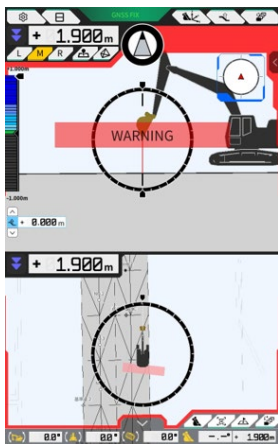 GNSS FIX
+ 1.900m
L M R
+1.000m
WARNING
-1.000m
+ 0.000m
+ 1.900m
0.0° 0.0° 0.0° -.--° + 1.900m